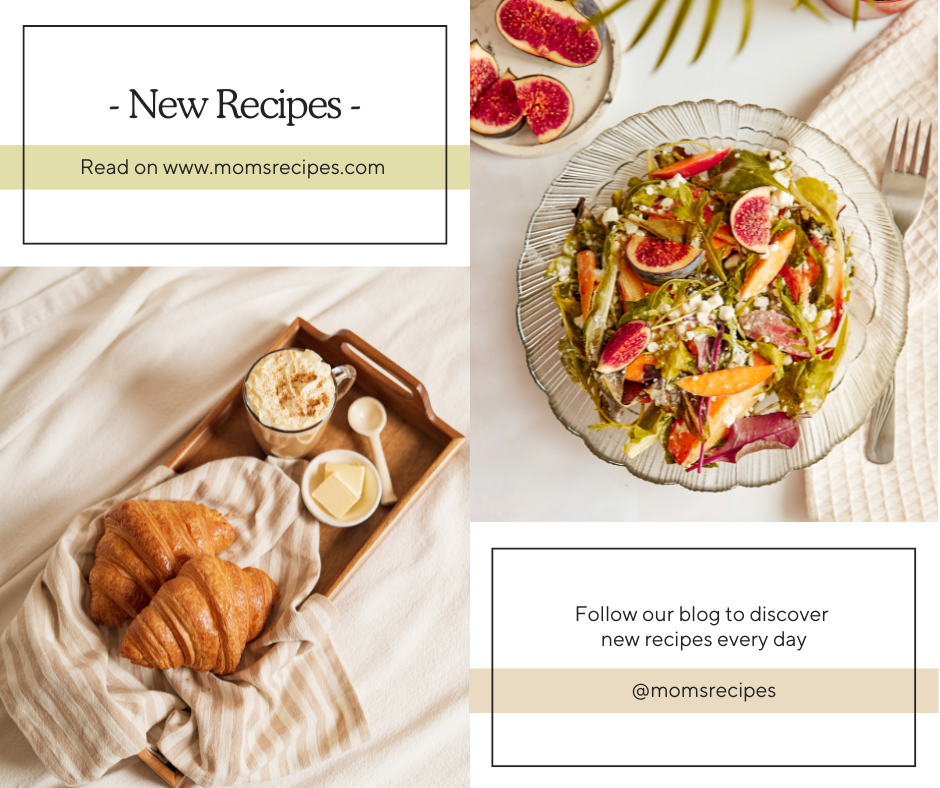 - New Recipes -
Read on www.momsrecipes.com
Follow our blog to discover
new recipes every day
@momsrecipes